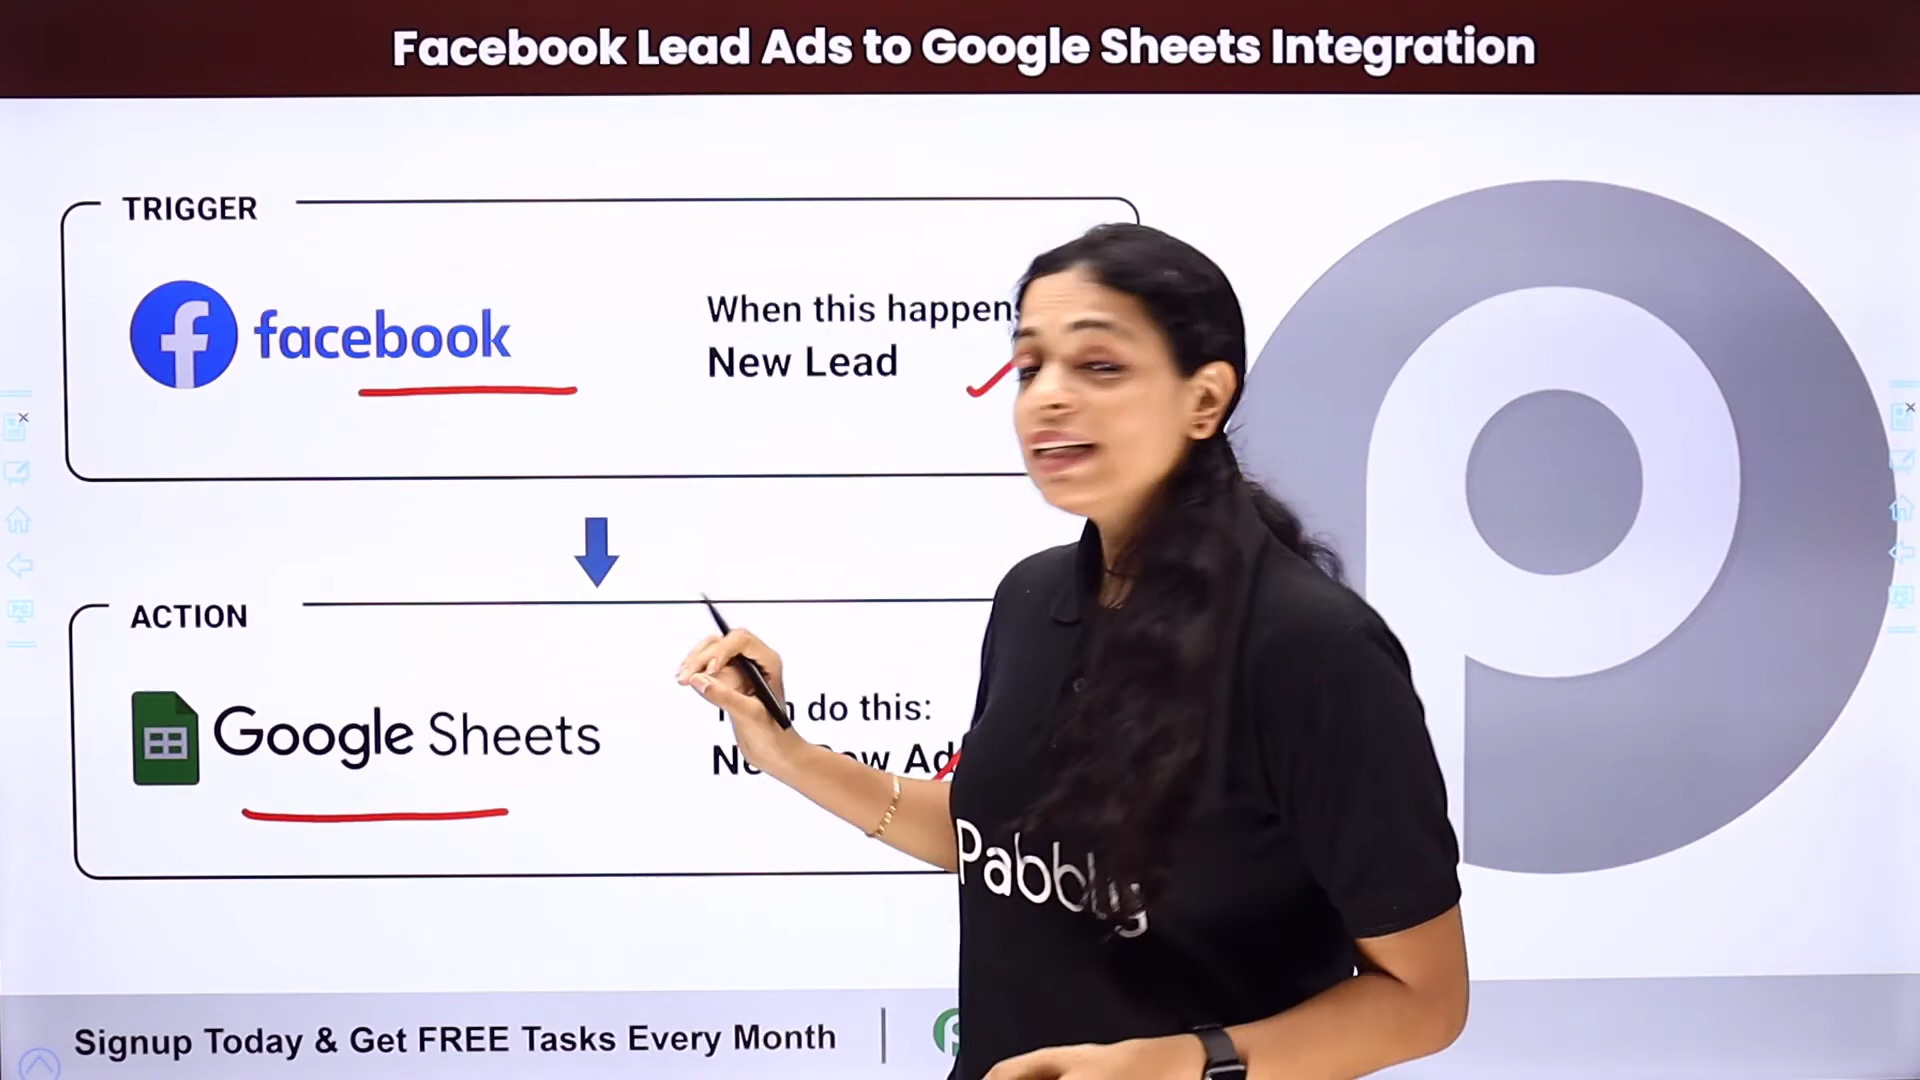 Facebook Lead Ads to Google Sheets Integration
TRIGGER
facebook
When this happens
New Lead
ACTION
Google Sheets
do this:
Signup Today & Get FREE Tasks Every Month
Pabbly